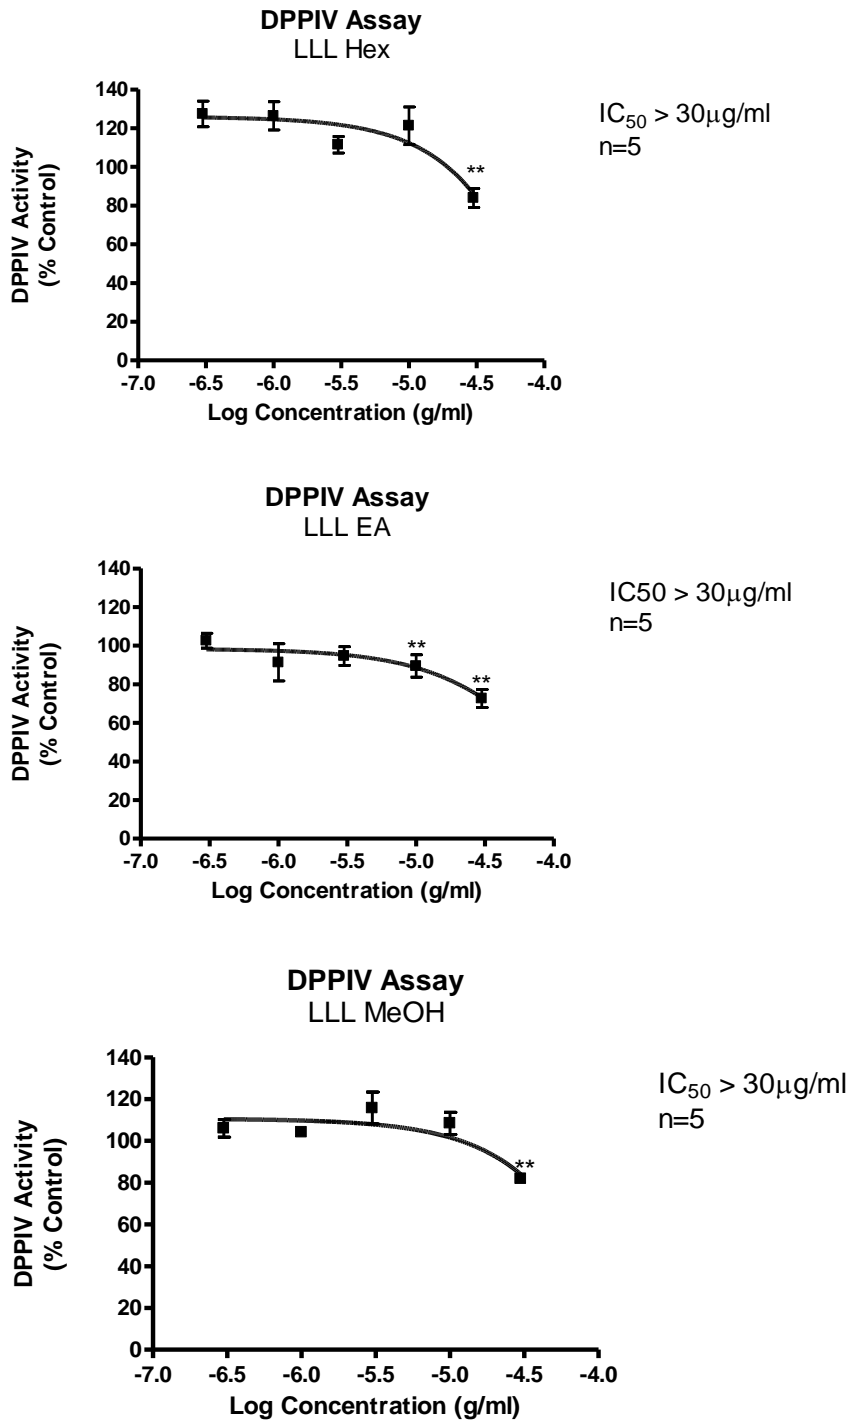 DPPIV Assay
LLL Hex
140
120
100
80
60
40
20
0
-7.0 -6.5 -6.0 -5.5 -5.0 -4.5 -4.0
Log Concentration (g/ml)
DPPIV Activity
(% Control)
**
IC50 > 30µg/ml
n=5
DPPIV Assay
LLL EA
140
120
100
80
60
40
20
0
-7.0 -6.5 -6.0 -5.5 -5.0 -4.5 -4.0
Log Concentration (g/ml)
DPPIV Activity
(% Control)
**
**
IC50 > 30µg/ml
n=5
DPPIV Assay
LLL MeOH
140
120
100
80
60
40
20
0
-7.0 -6.5 -6.0 -5.5 -5.0 -4.5 -4.0
Log Concentration (g/ml)
DPPIV Activity
(% Control)
**
IC50 > 30µg/ml
n=5